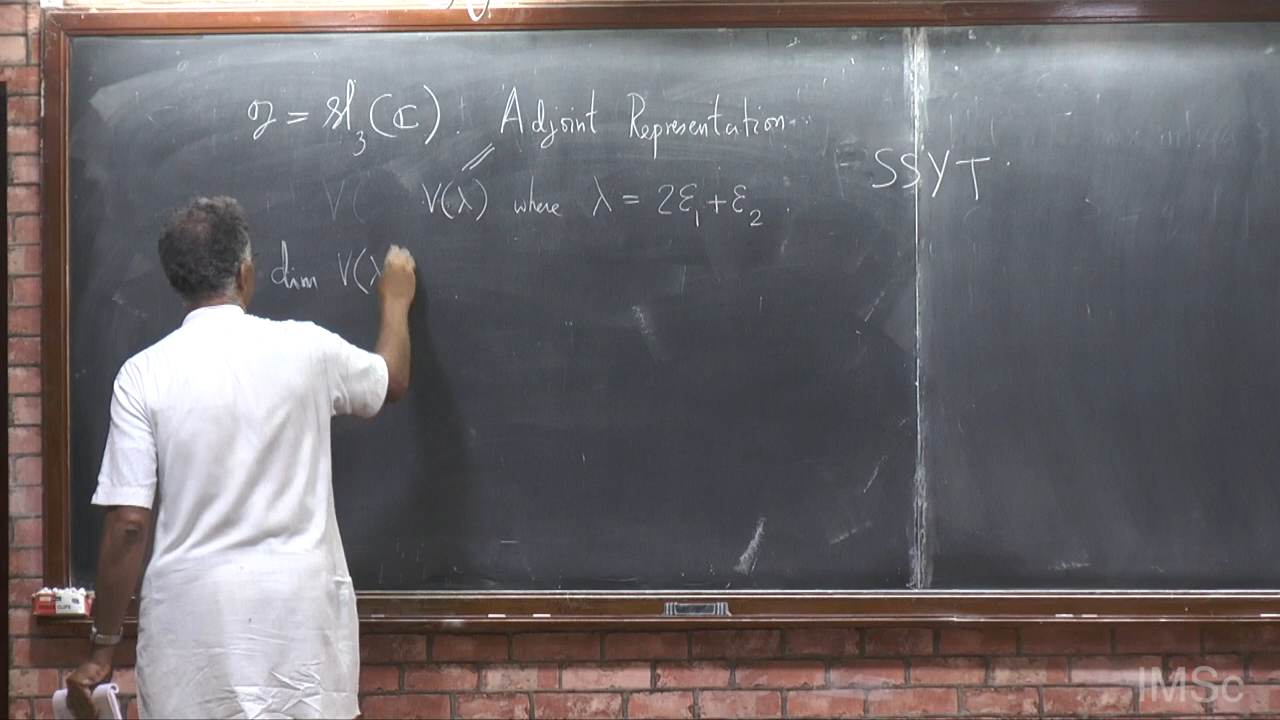 𝔤 = sl₃(ℂ). Adjoint Representation..
SSYT.
V( V(λ) where λ = 2ε₁+ε₂.
dim V(λ
IMSc